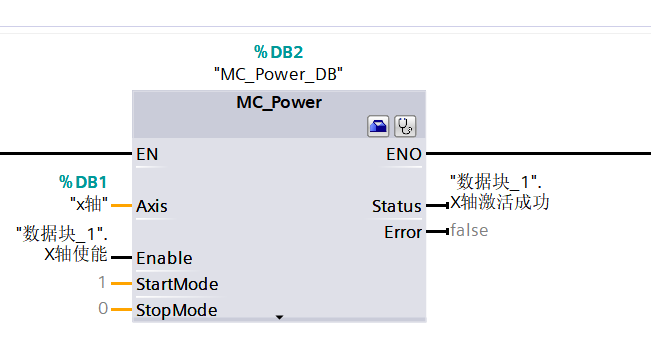 %DB2
"MC_Power_DB"
MC_Power
EN
ENO
%DB1
"x轴"
Axis
"数据块_1".
X轴激活成功
Status
Error
false
"数据块_1".
X轴使能
Enable
1
StartMode
0
StopMode